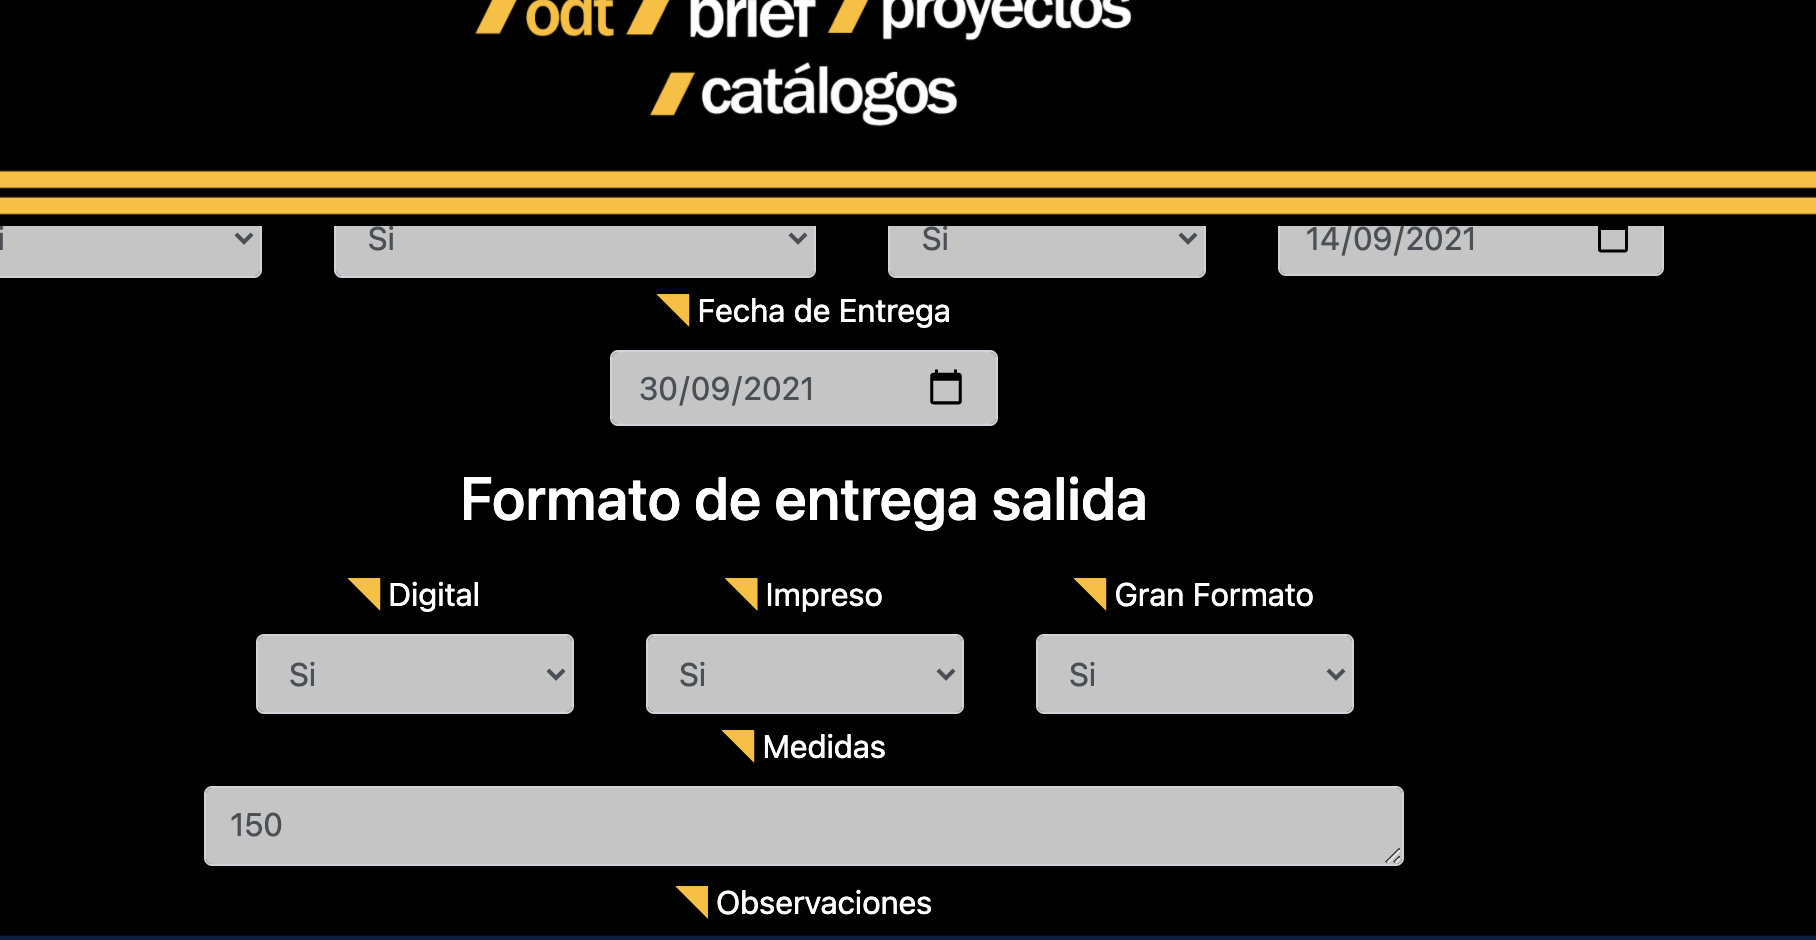 odt brief proyectos
catálogos
Si Si 14/09/2021
Fecha de Entrega
30/09/2021
Formato de entrega salida
Digital Impreso Gran Formato
Si Si Si
Medidas
150
Observaciones